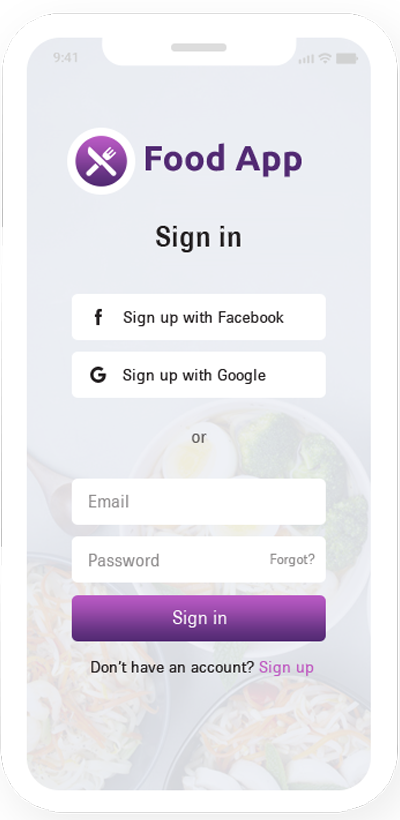 9:41
Food App
Sign in
Sign up with Facebook
Sign up with Google
or
Email
Password Forgot?
Sign in
Don't have an account? Sign up